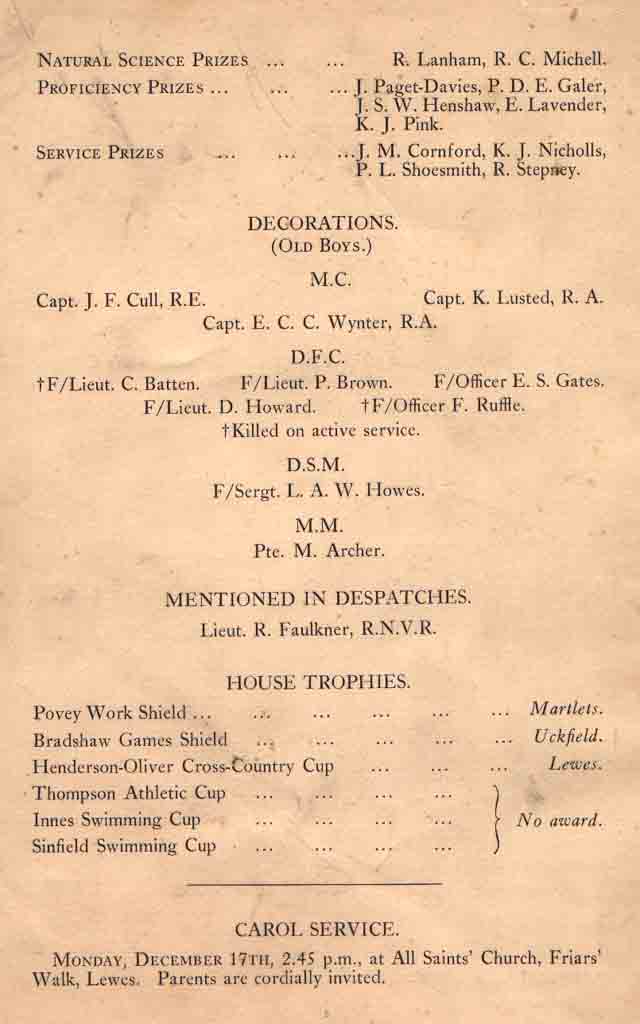 NATURAL SCIENCE PRIZES ... ... R. Lanham, R. C. Michell.
PROFICIENCY PRIZES ... ... ... J. Paget-Davies, P. D. E. Galer,
J. S. W. Henshaw, E. Lavender,
K. J. Pink.
SERVICE PRIZES ... ... ... J. M. Cornford, K. J. Nicholls,
P. L. Shoesmith, R. Stepney.
DECORATIONS.
(OLD BOYS.)
M.C.
Capt. J. F. Cull, R.E. Capt. K. Lusted, R. A.
Capt. E. C. C. Wynter, R.A.
D.F.C.
†F/Lieut. C. Batten. F/Lieut. P. Brown. F/Officer E. S. Gates.
F/Lieut. D. Howard. †F/Officer F. Ruffle.
†Killed on active service.
D.S.M.
F/Sergt. L. A. W. Howes.
M.M.
Pte. M. Archer.
MENTIONED IN DESPATCHES.
Lieut. R. Faulkner, R.N.V.R.
HOUSE TROPHIES.
Povey Work Shield ... ... ... ... ... ... Martlets.
Bradshaw Games Shield ... ... ... ... ... Uckfield.
Henderson-Oliver Cross-Country Cup ... ... ... Lewes.
Thompson Athletic Cup ... ... ... ...
Innes Swimming Cup ... ... ... ... } No award.
Sinfield Swimming Cup ... ... ... ...
CAROL SERVICE.
MONDAY, DECEMBER 17TH, 2.45 p.m., at All Saints' Church, Friars'
Walk, Lewes. Parents are cordially invited.